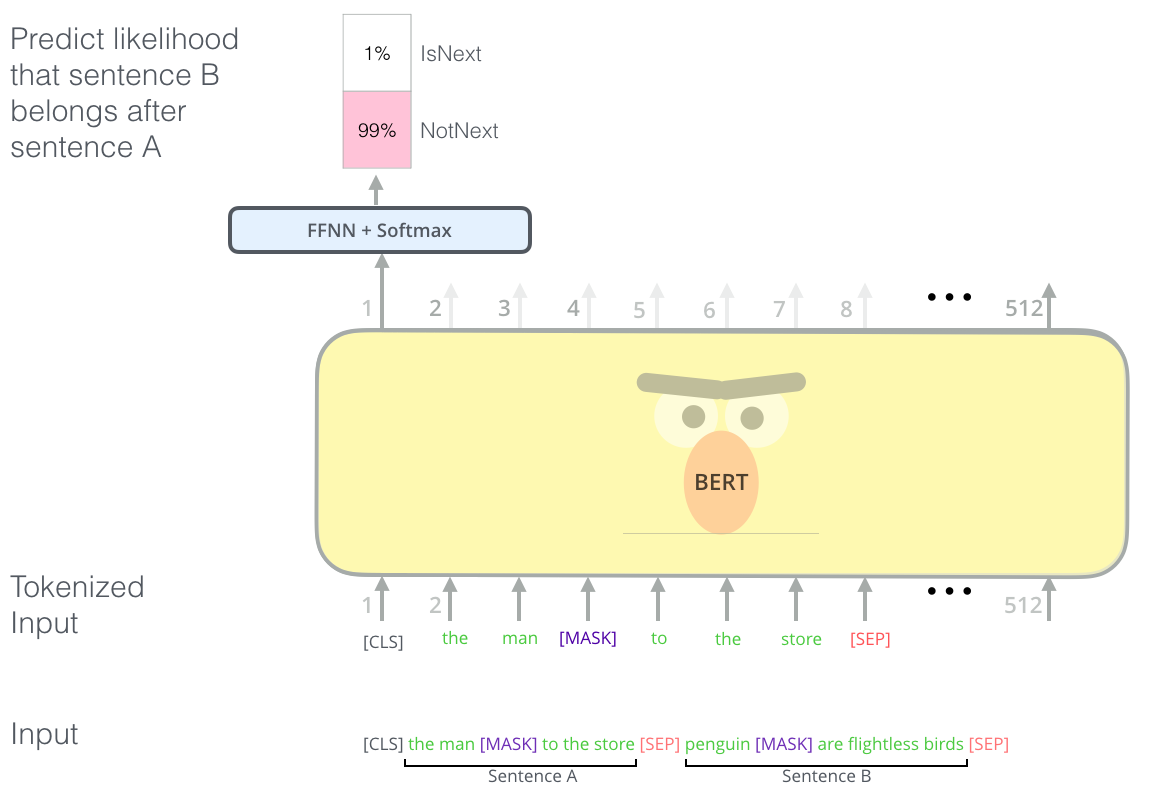 Predict likelihood
that sentence B
belongs after
sentence A
1% IsNext
99% NotNext
FFNN + Softmax
1 2 3 4 5 6 7 8 ••• 512
BERT
Tokenized
Input
1 2 ••• 512
[CLS] the man [MASK] to the store [SEP]
Input
[CLS] the man [MASK] to the store [SEP] penguin [MASK] are flightless birds [SEP]
Sentence A Sentence B